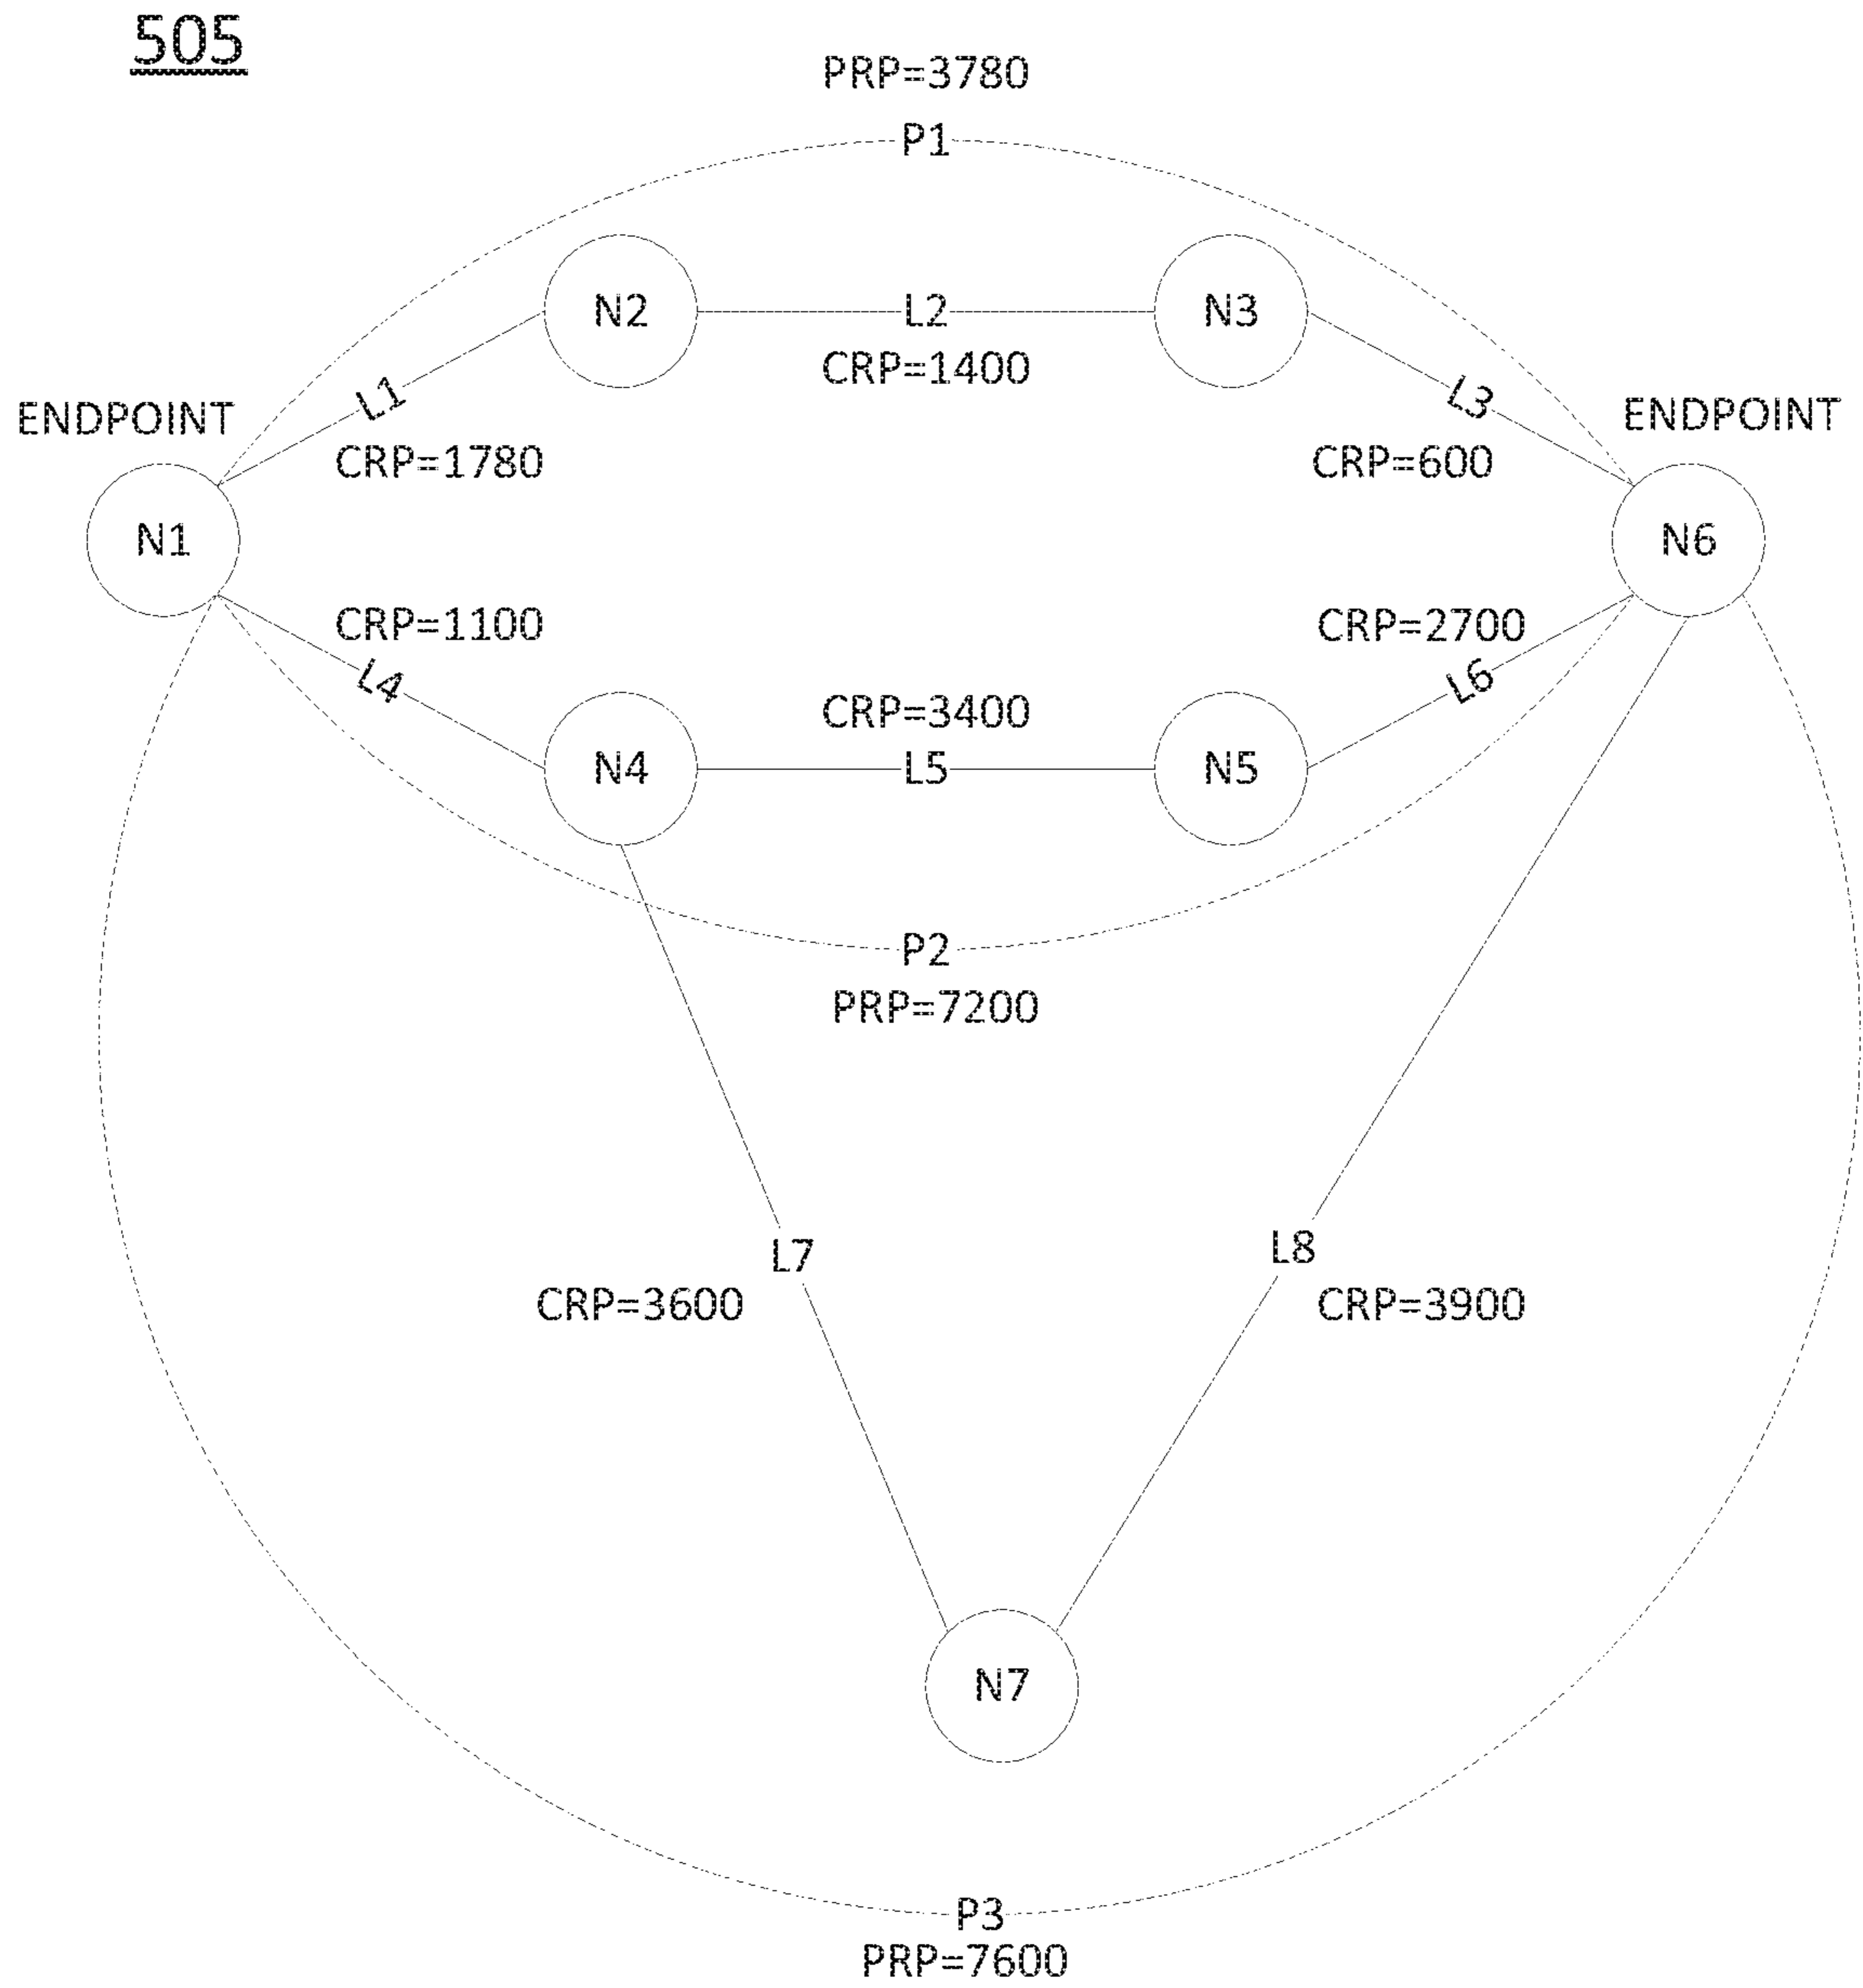 505
PRP=3780
P1
N2
L2
N3
CRP=1400
L1
L3
ENDPOINT
ENDPOINT
CRP=1780
CRP=600
N1
N6
CRP=1100
CRP=2700
L4
L6
CRP=3400
N4
L5
N5
P2
PRP=7200
L7
L8
CRP=3600
CRP=3900
N7
P3
PRP=7600